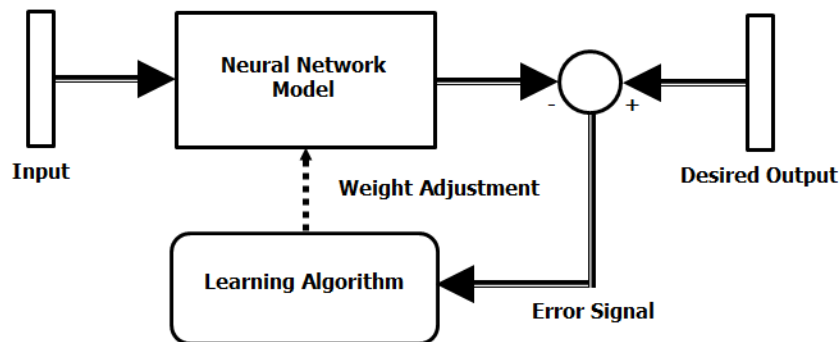 Neural Network
Model
-
+
Input
Desired Output
Weight Adjustment
Learning Algorithm
Error Signal